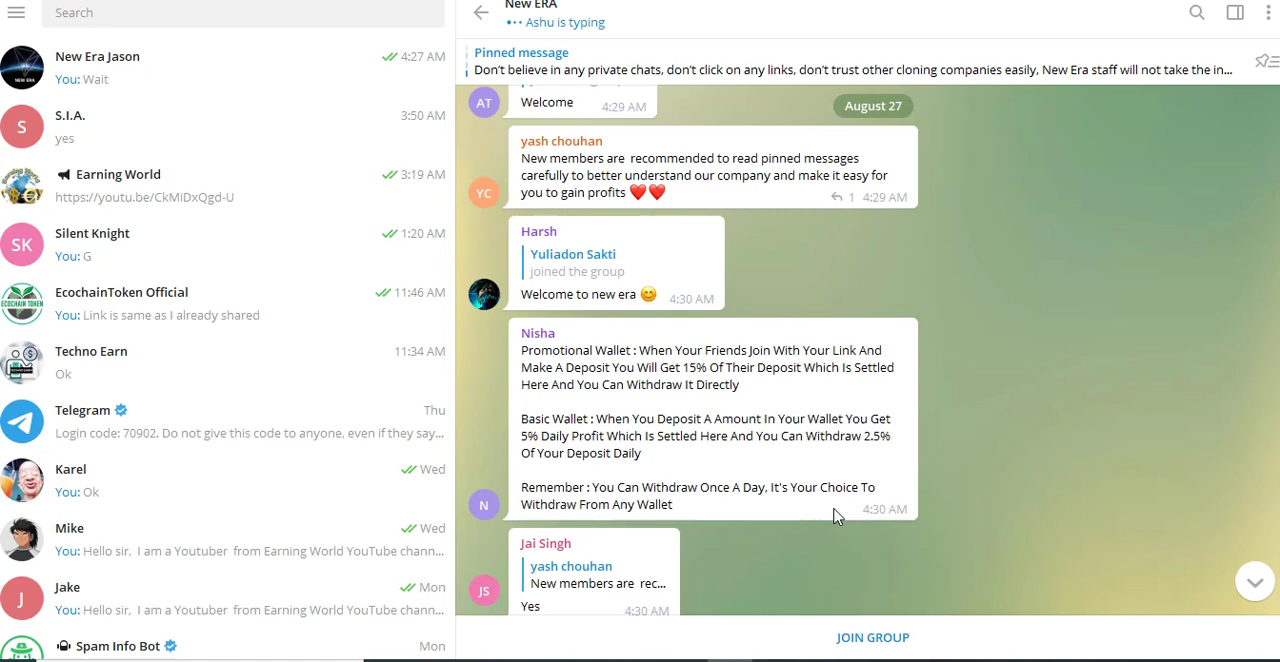 Search
New Era Jason
4:27 AM
You: Wait
S.I.A.
3:50 AM
yes
Earning World
3:19 AM
https://youtu.be/CkMiDxQgd-U
Silent Knight
1:20 AM
You: G
EcochainToken Official
11:46 AM
You: Link is same as I already shared
Techno Earn
11:34 AM
Ok
Telegram
Thu
Login code: 70902. Do not give this code to anyone, even if they say...
Karel
Wed
You: Ok
Mike
Wed
You: Hello sir, I am a Youtuber from Earning World YouTube chann...
Jake
Mon
You: Hello sir, I am a Youtuber from Earning World YouTube chann...
Spam Info Bot
Mon
New ERA
Ashu is typing
Pinned message
Don't believe in any private chats, don't click on any links, don't trust other cloning companies easily, New Era staff will not take the in...
AT
Welcome
4:29 AM
August 27
yash chouhan
New members are recommended to read pinned messages
carefully to better understand our company and make it easy for
you to gain profits ❤️❤️
1 4:29 AM
YC
Harsh
Yuliadon Sakti
joined the group
Welcome to new era 😊
4:30 AM
Nisha
Promotional Wallet : When Your Friends Join With Your Link And
Make A Deposit You Will Get 15% Of Their Deposit Which Is Settled
Here And You Can Withdraw It Directly
Basic Wallet : When You Deposit A Amount In Your Wallet You Get
5% Daily Profit Which Is Settled Here And You Can Withdraw 2.5%
Of Your Deposit Daily
Remember : You Can Withdraw Once A Day, It's Your Choice To
Withdraw From Any Wallet
4:30 AM
N
Jai Singh
yash chouhan
New members are rec...
Yes
4:30 AM
JS
JOIN GROUP
S
SK
J
NEW ERA
ECOCHAIN TOKEN